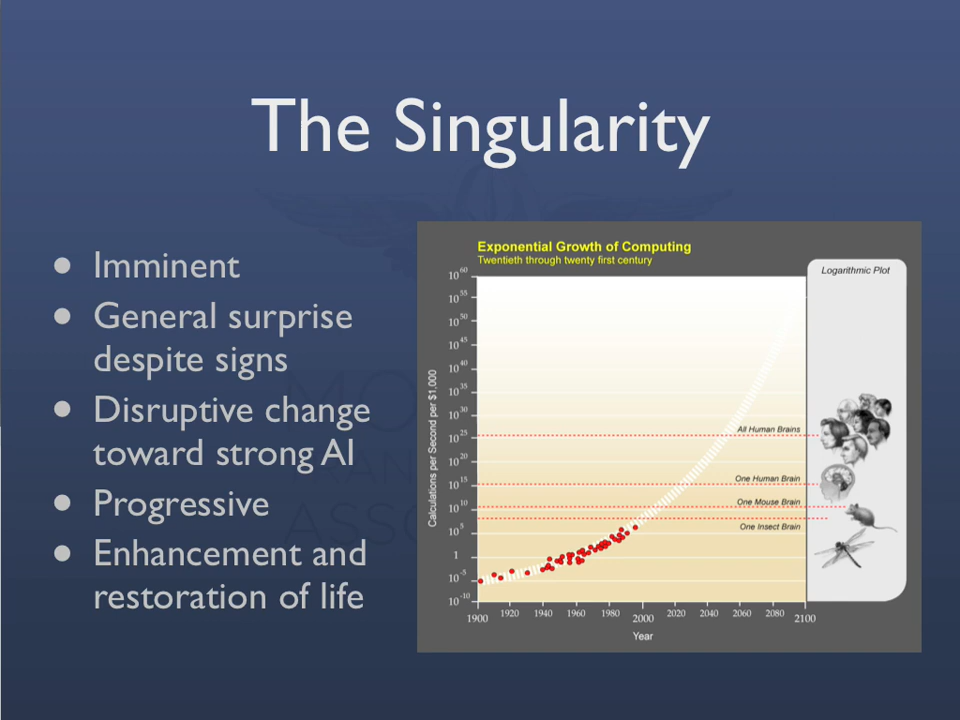 The Singularity
• Imminent
• General surprise
despite signs
• Disruptive change
toward strong AI
• Progressive
• Enhancement and
restoration of life
Exponential Growth of Computing
Twentieth through twenty first century
Logarithmic Plot
Calculations per Second per $1,000
10^60
10^55
10^50
10^45
10^40
10^35
10^30
10^25
10^20
10^15
10^10
10^5
1
10^-5
10^-10
All Human Brains
One Human Brain
One Mouse Brain
One Insect Brain
1900 1920 1940 1960 1980 2000 2020 2040 2060 2080 2100
Year